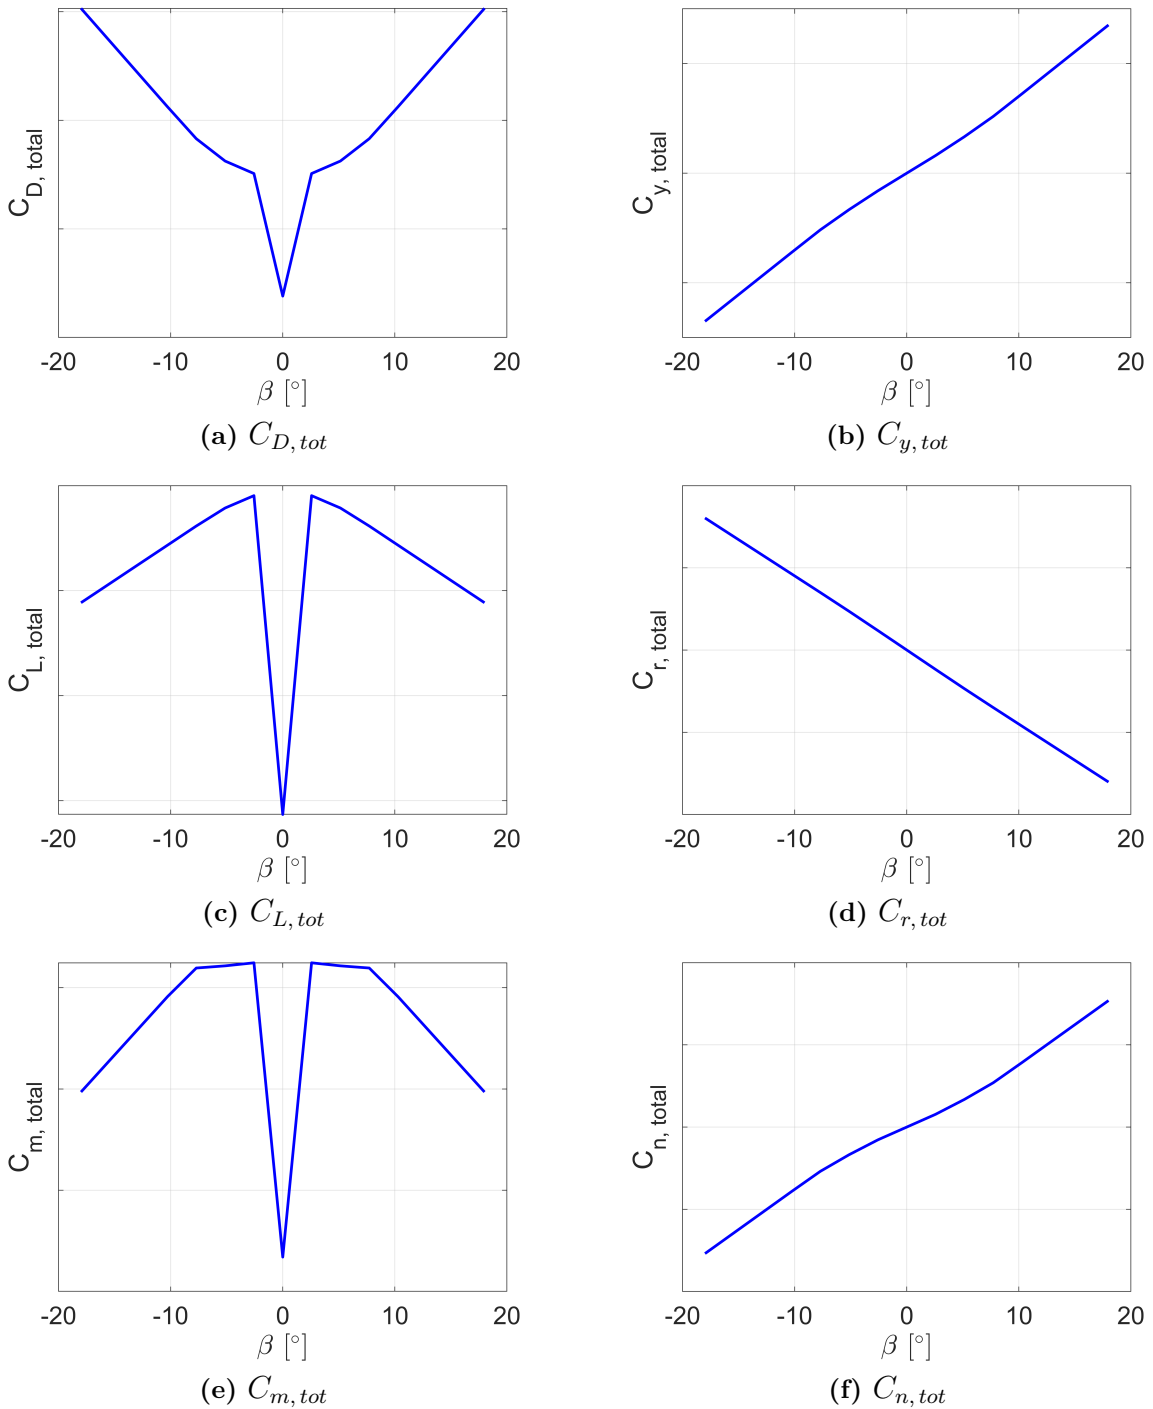 C_D, total
-20 -10 0 10 20
β [°]
(a) C_D, tot
C_y, total
-20 -10 0 10 20
β [°]
(b) C_y, tot
C_L, total
-20 -10 0 10 20
β [°]
(c) C_L, tot
C_r, total
-20 -10 0 10 20
β [°]
(d) C_r, tot
C_m, total
-20 -10 0 10 20
β [°]
(e) C_m, tot
C_n, total
-20 -10 0 10 20
β [°]
(f) C_n, tot